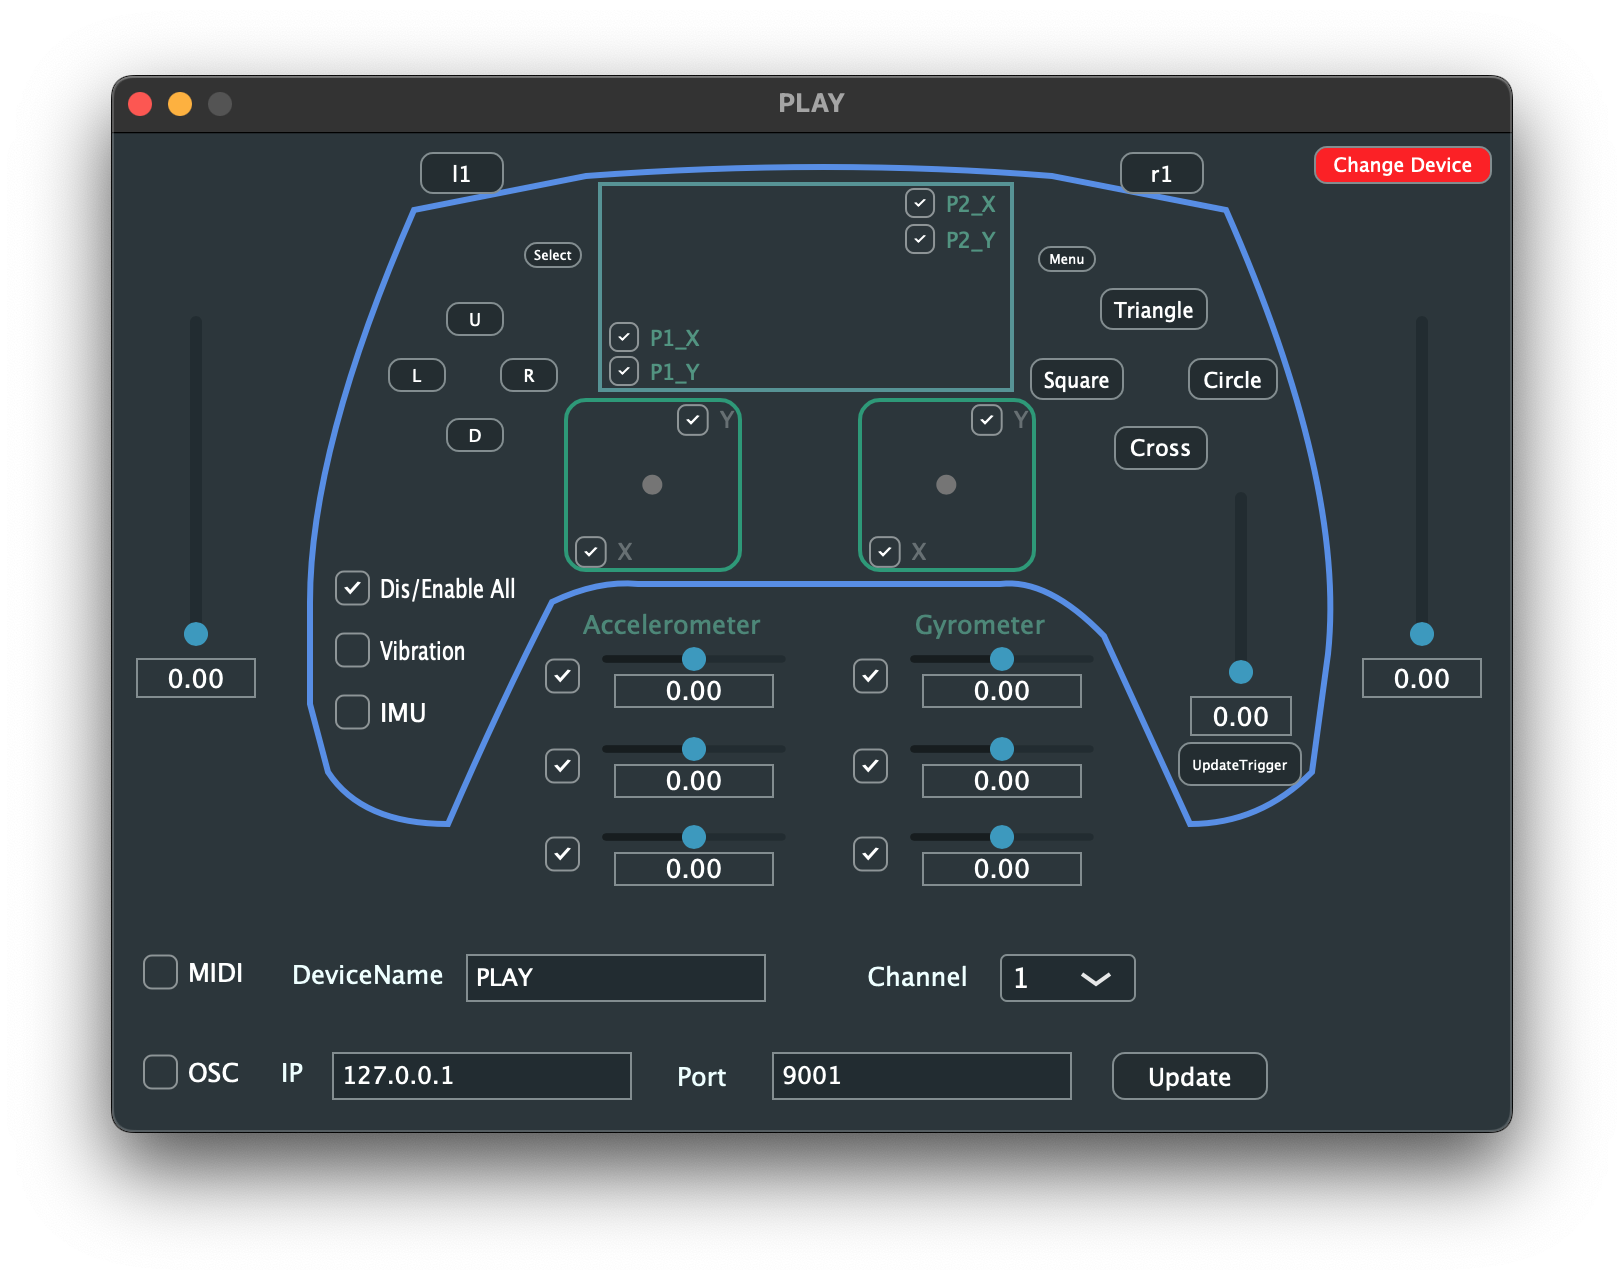 PLAY
l1
r1
Change Device
P2_X
P2_Y
Select
Menu
Triangle
U
P1_X
L
R
P1_Y
Square
Circle
Y
Y
D
Cross
X
X
Dis/Enable All
Accelerometer
Gyrometer
Vibration
0.00
0.00
0.00
0.00
IMU
0.00
UpdateTrigger
0.00
0.00
0.00
0.00
MIDI
DeviceName
PLAY
Channel
1
OSC
IP
127.0.0.1
Port
9001
Update